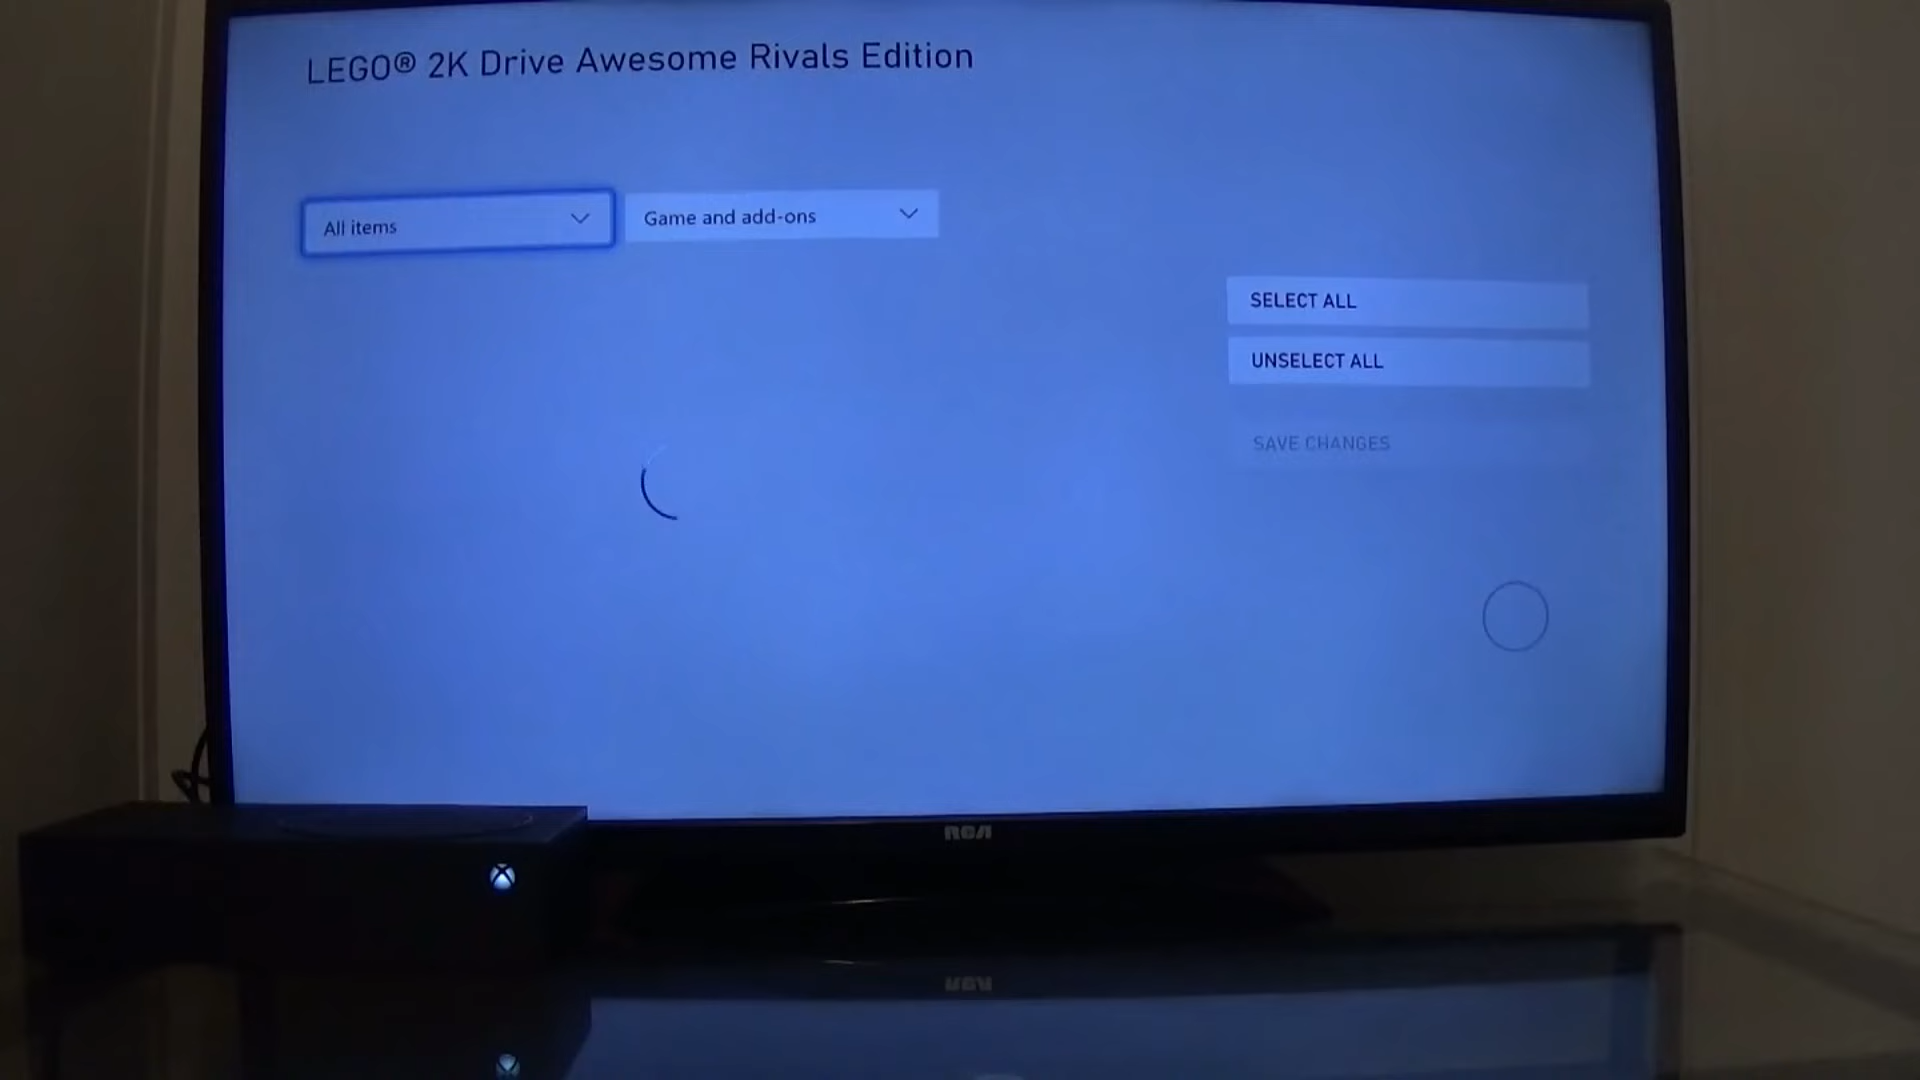 LEGO® 2K Drive Awesome Rivals Edition
All items
Game and add-ons
SELECT ALL
UNSELECT ALL
SAVE CHANGES
RCA